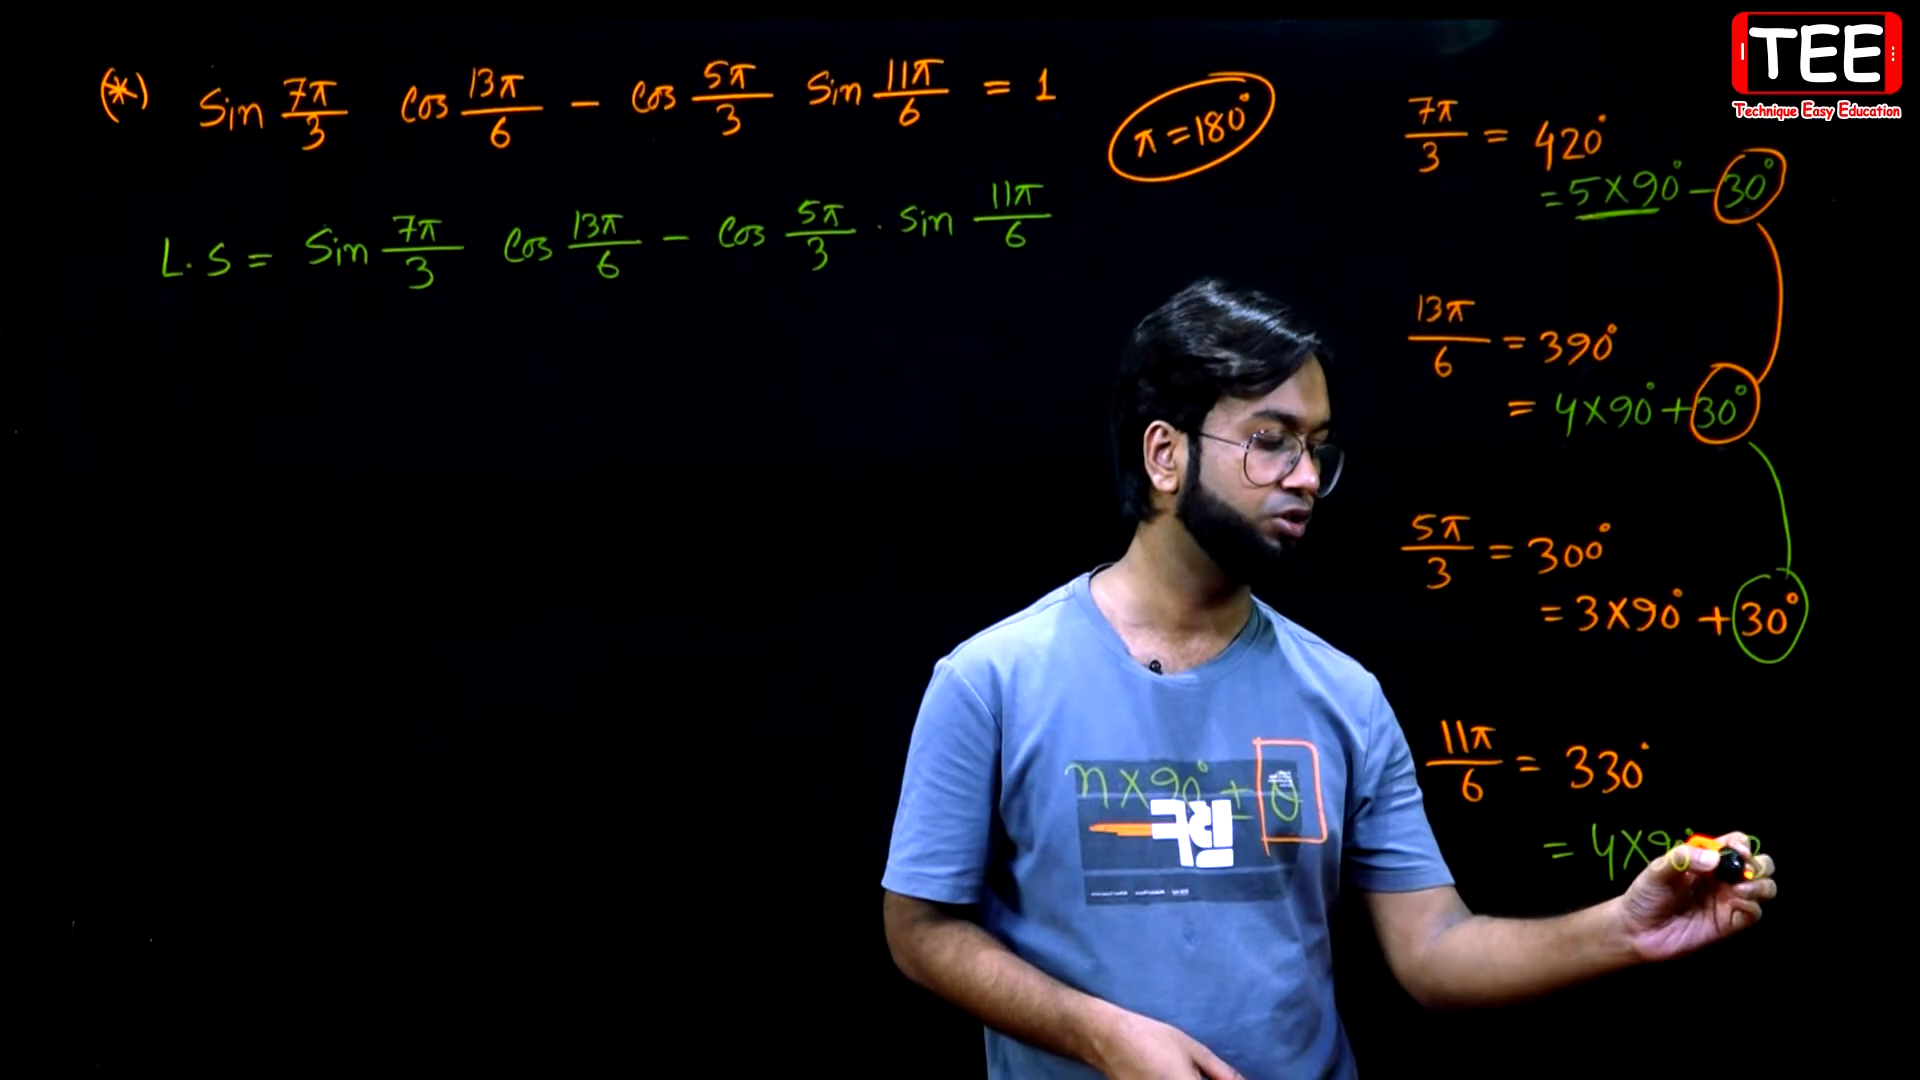 (*) Sin 7π/3 Cos 13π/6 − Cos 5π/3 Sin 11π/6 = 1
π = 180°
L.S = Sin 7π/3 Cos 13π/6 − Cos 5π/3 . Sin 11π/6
7π/3 = 420°
= 5×90° − 30°
13π/6 = 390°
= 4×90° + 30°
5π/3 = 300°
= 3×90° + 30°
11π/6 = 330°
= 4×90° −
n×90° ± θ
TEE
Technique Easy Education